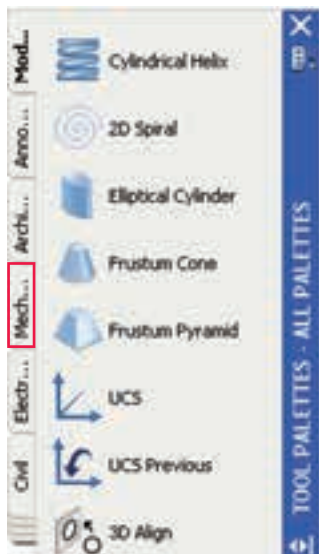 Mod...
Anno...
Archi...
Mech...
Electr...
Civil
Cylindrical Helix
2D Spiral
Elliptical Cylinder
Frustum Cone
Frustum Pyramid
UCS
UCS Previous
3D Align
TOOL PALETTES - ALL PALETTES